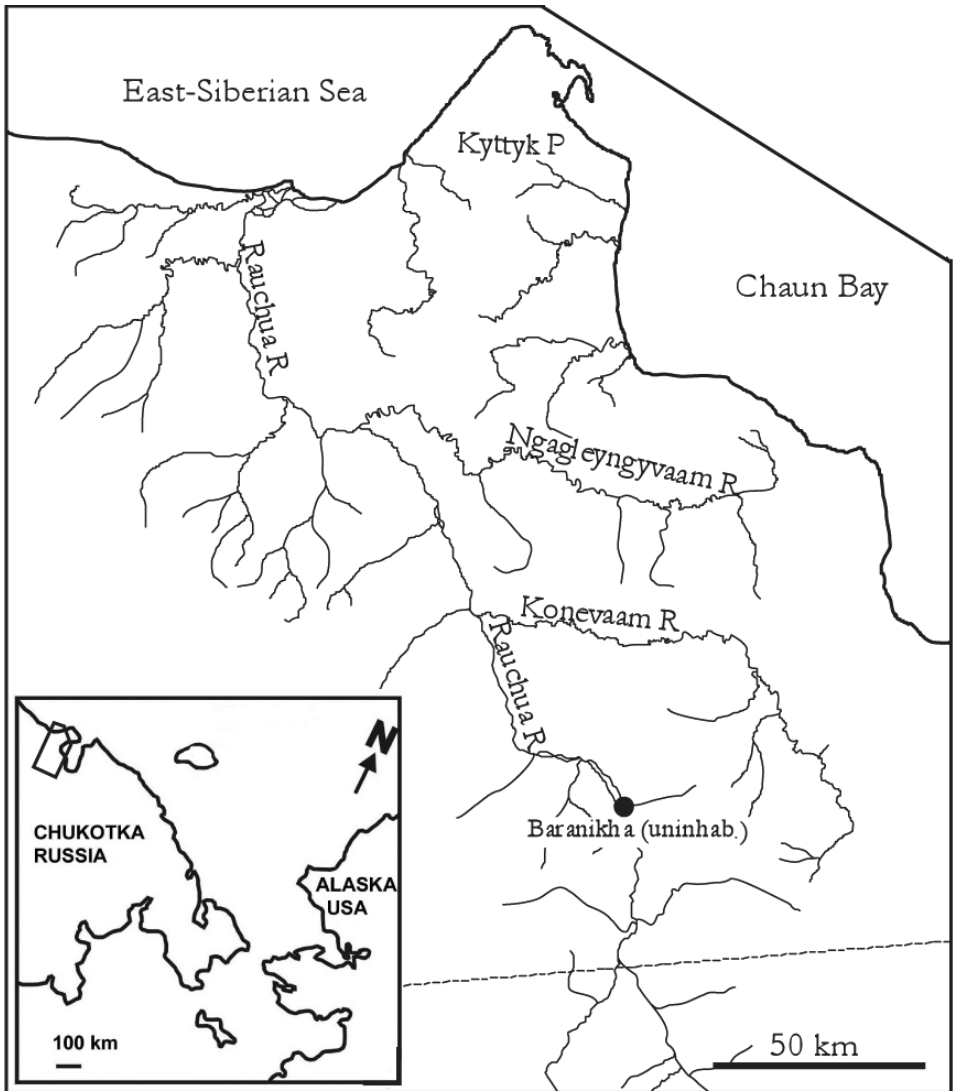 East-Siberian Sea
Kyttyk P
Chaun Bay
Rauchua R
Ngagleyngyvaam R
Konevaam R
Rauchua R
Baranikha (uninhab.)
N
CHUKOTKA
RUSSIA
ALASKA
USA
100 km
50 km